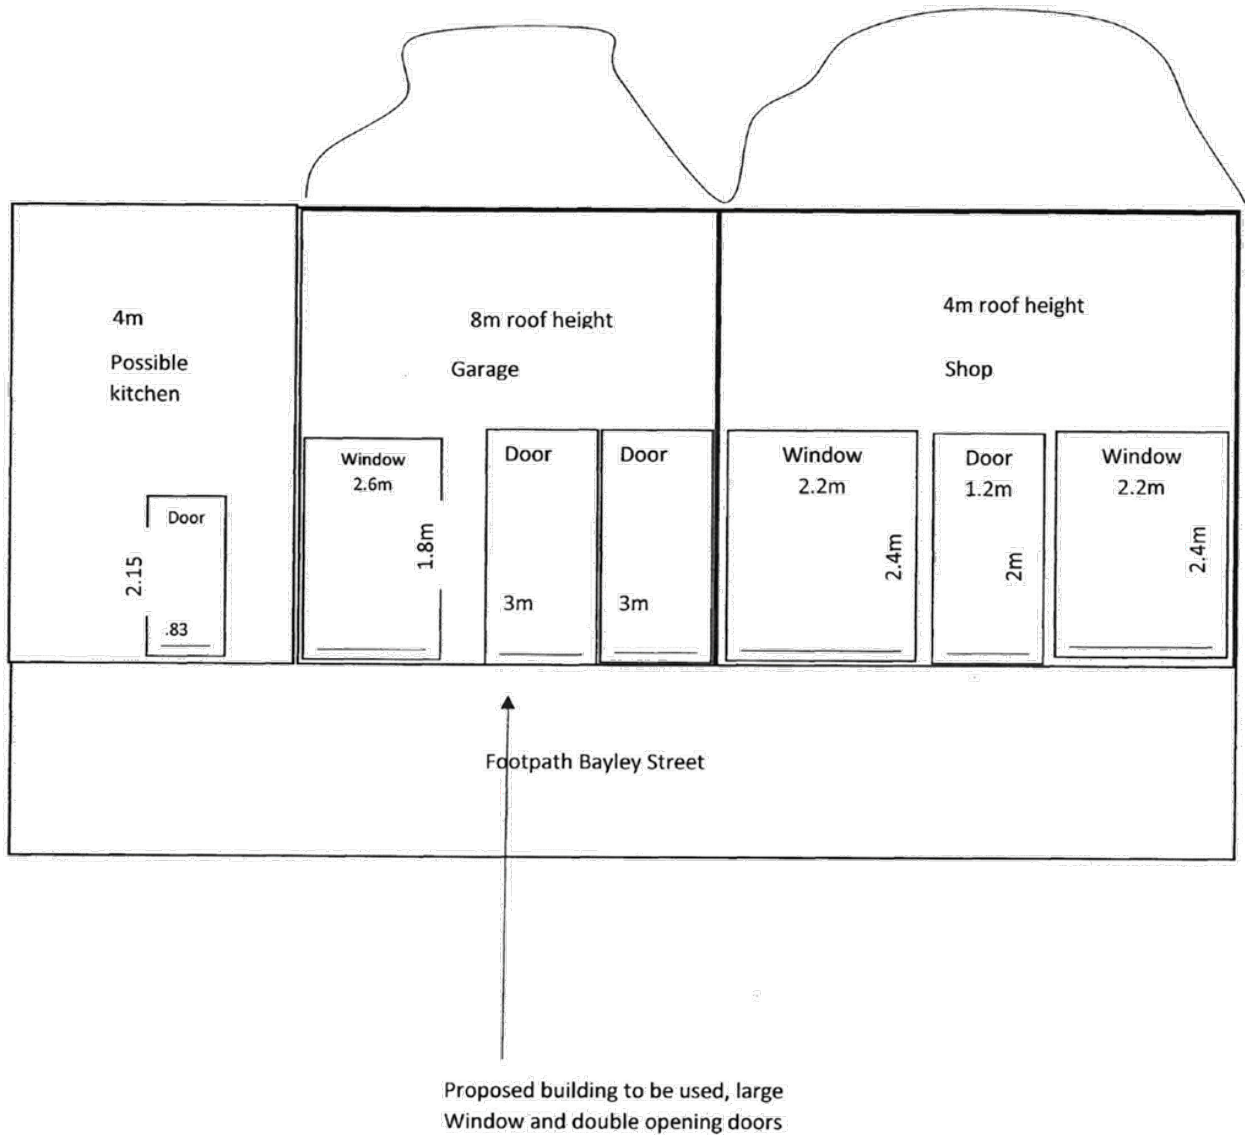 4m
Possible
kitchen
8m roof height
Garage
4m roof height
Shop
Door
2.15
.83
Window
2.6m
1.8m
Door
3m
Door
3m
Window
2.2m
2.4m
Door
1.2m
2m
Window
2.2m
2.4m
Footpath Bayley Street
Proposed building to be used, large
Window and double opening doors